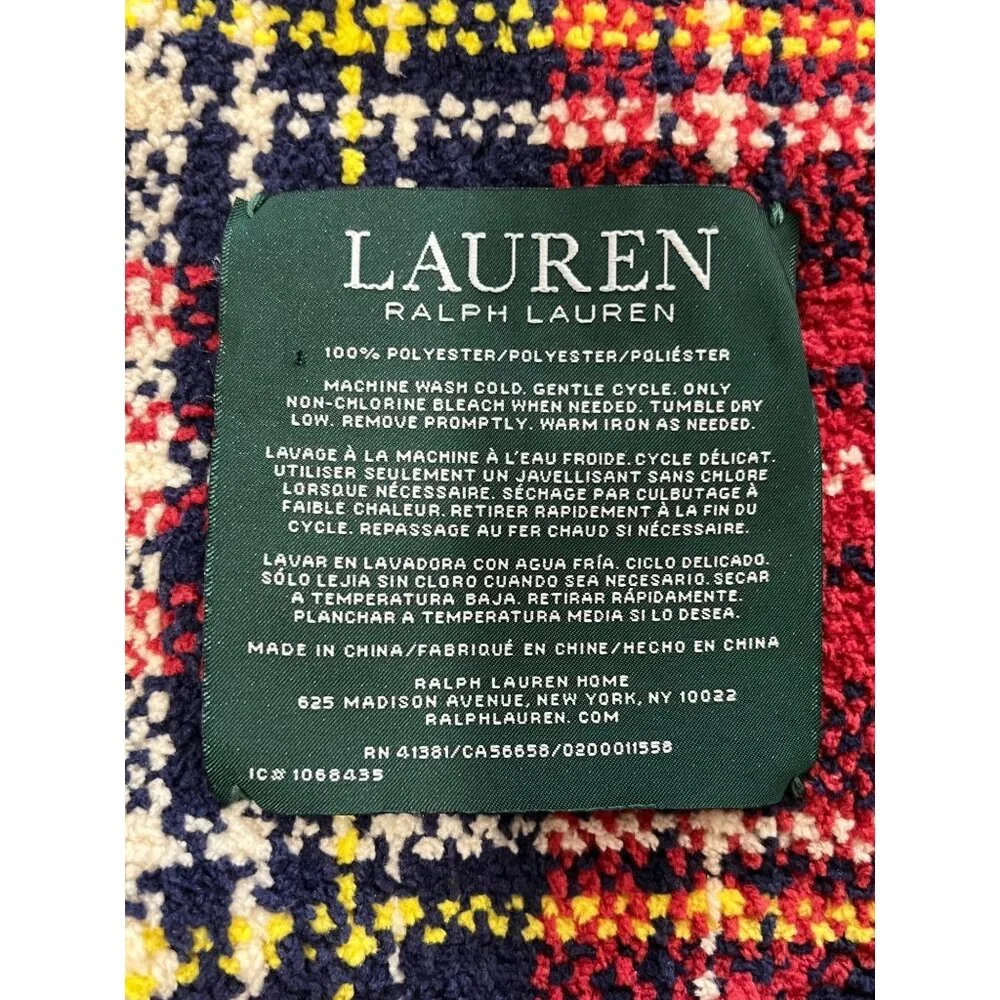 LAUREN
RALPH LAUREN
100% POLYESTER/POLYESTER/POLIÉSTER
MACHINE WASH COLD. GENTLE CYCLE. ONLY
NON-CHLORINE BLEACH WHEN NEEDED. TUMBLE DRY
LOW. REMOVE PROMPTLY. WARM IRON AS NEEDED.
LAVAGE À LA MACHINE À L'EAU FROIDE. CYCLE DÉLICAT.
UTILISER SEULEMENT UN JAVELLISANT SANS CHLORE
LORSQUE NÉCESSAIRE. SÉCHAGE PAR CULBUTAGE À
FAIBLE CHALEUR. RETIRER RAPIDEMENT À LA FIN DU
CYCLE. REPASSAGE AU FER CHAUD SI NÉCESSAIRE.
LAVAR EN LAVADORA CON AGUA FRÍA. CICLO DELICADO.
SÓLO LEJIA SIN CLORO CUANDO SEA NECESARIO. SECAR
A TEMPERATURA BAJA. RETIRAR RÁPIDAMENTE.
PLANCHAR A TEMPERATURA MEDIA SI LO DESEA.
MADE IN CHINA/FABRIQUÉ EN CHINE/HECHO EN CHINA
RALPH LAUREN HOME
625 MADISON AVENUE, NEW YORK, NY 10022
RALPHLAUREN. COM
RN 41381/CA56658/0200011558
IC# 1068435